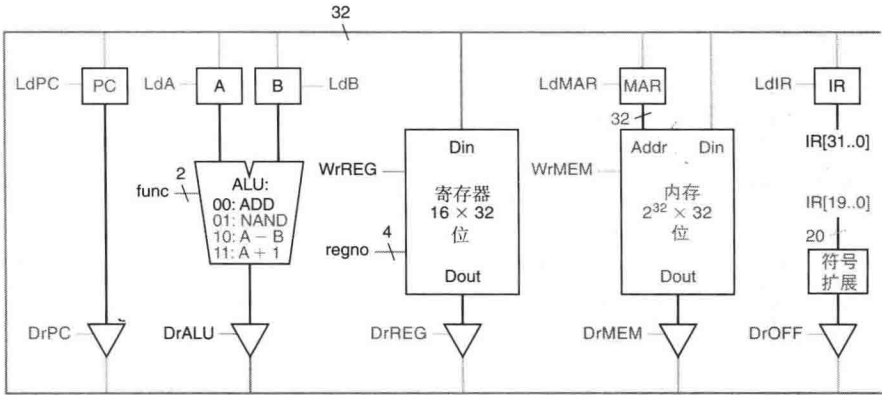 32
LdPC
PC
LdA
A
B
LdB
LdMAR
MAR
LdIR
IR
32
IR[31..0]
Din
Addr
Din
WrREG
WrMEM
2
func
ALU:
00: ADD
01: NAND
10: A − B
11: A + 1
寄存器
16 × 32
位
内存
2³² × 32
位
IR[19..0]
4
regno
20
符号
扩展
Dout
Dout
DrPC
DrALU
DrREG
DrMEM
DrOFF